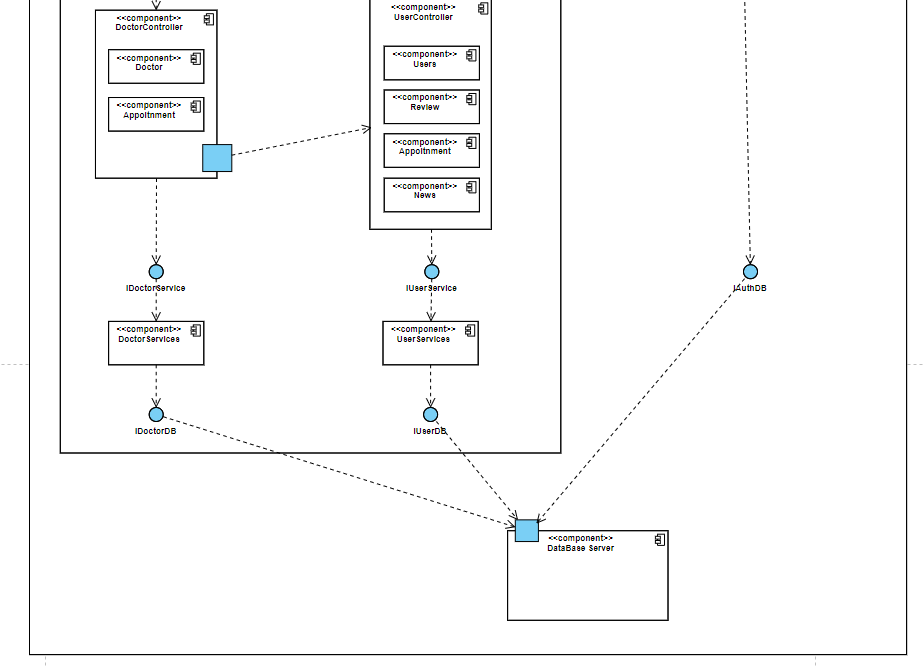 <<component>>
DoctorController
<<component>>
Doctor
<<component>>
Appoitnment
<<component>>
UserController
<<component>>
Users
<<component>>
Review
<<component>>
Appoitnment
<<component>>
News
IDoctorService
IUserService
IAuthDB
<<component>>
DoctorServices
<<component>>
UserServices
IDoctorDB
IUserDB
<<component>>
DataBase Server